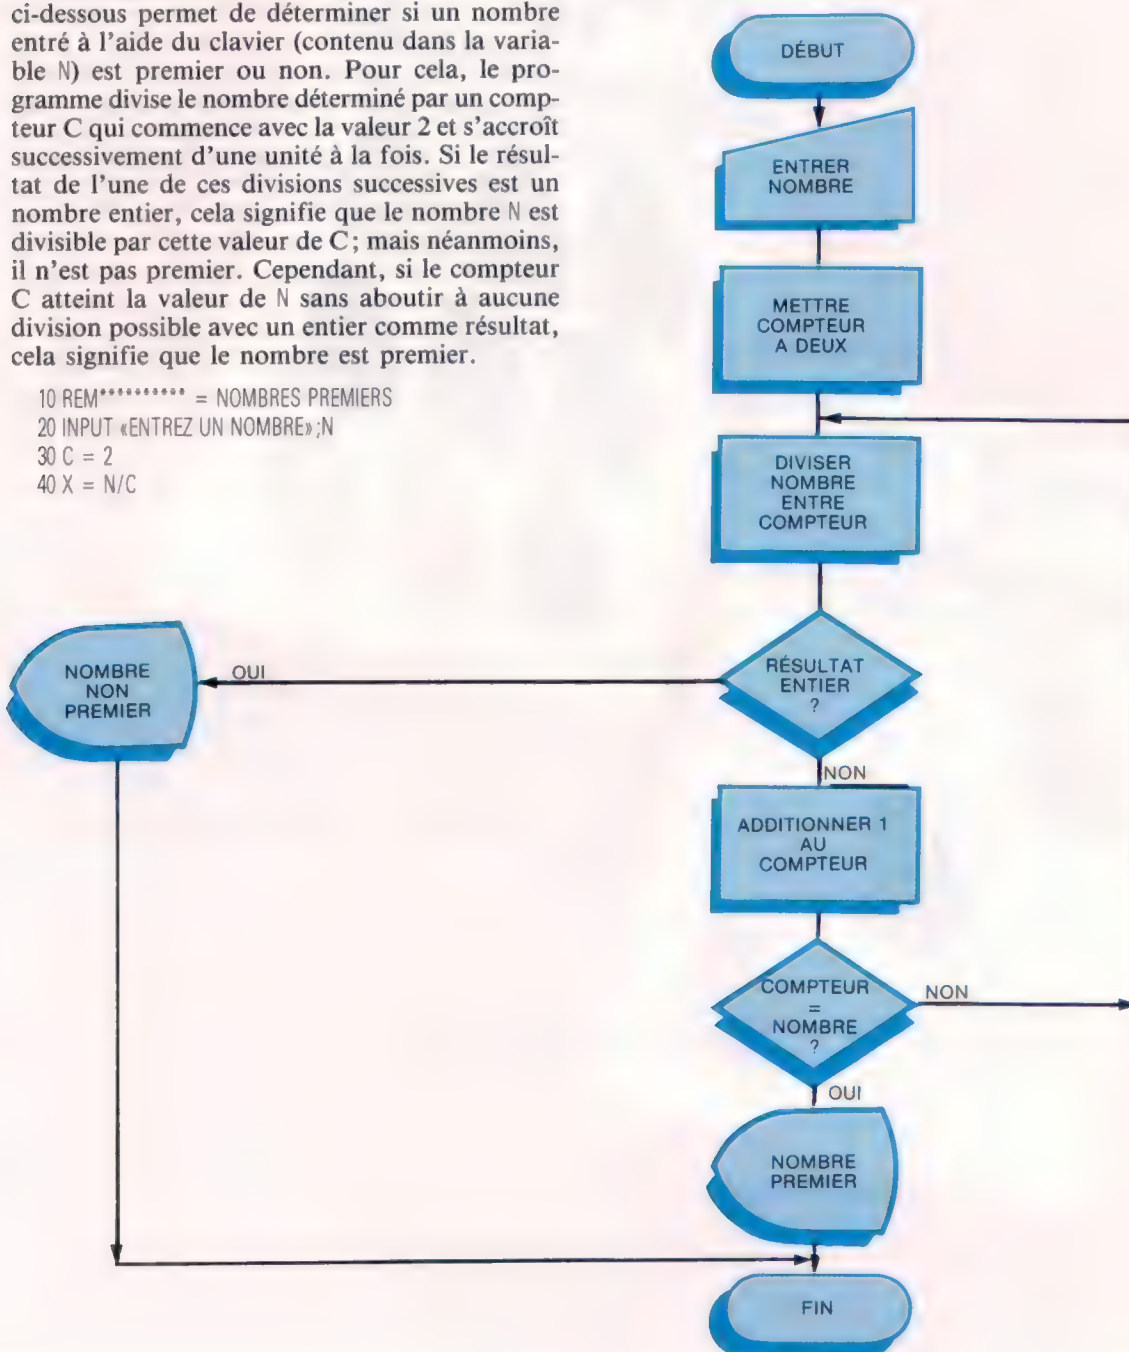 ci-dessous permet de déterminer si un nombre
entré à l'aide du clavier (contenu dans la varia-
ble N) est premier ou non. Pour cela, le pro-
gramme divise le nombre déterminé par un comp-
teur C qui commence avec la valeur 2 et s'accroît
successivement d'une unité à la fois. Si le résul-
tat de l'une de ces divisions successives est un
nombre entier, cela signifie que le nombre N est
divisible par cette valeur de C; mais néanmoins,
il n'est pas premier. Cependant, si le compteur
C atteint la valeur de N sans aboutir à aucune
division possible avec un entier comme résultat,
cela signifie que le nombre est premier.
10 REM********** = NOMBRES PREMIERS
20 INPUT «ENTREZ UN NOMBRE»;N
30 C = 2
40 X = N/C
DÉBUT
ENTRER
NOMBRE
METTRE
COMPTEUR
A DEUX
DIVISER
NOMBRE
ENTRE
COMPTEUR
RÉSULTAT
ENTIER
?
OUI
NOMBRE
NON
PREMIER
NON
ADDITIONNER 1
AU
COMPTEUR
COMPTEUR
=
NOMBRE
?
NON
OUI
NOMBRE
PREMIER
FIN